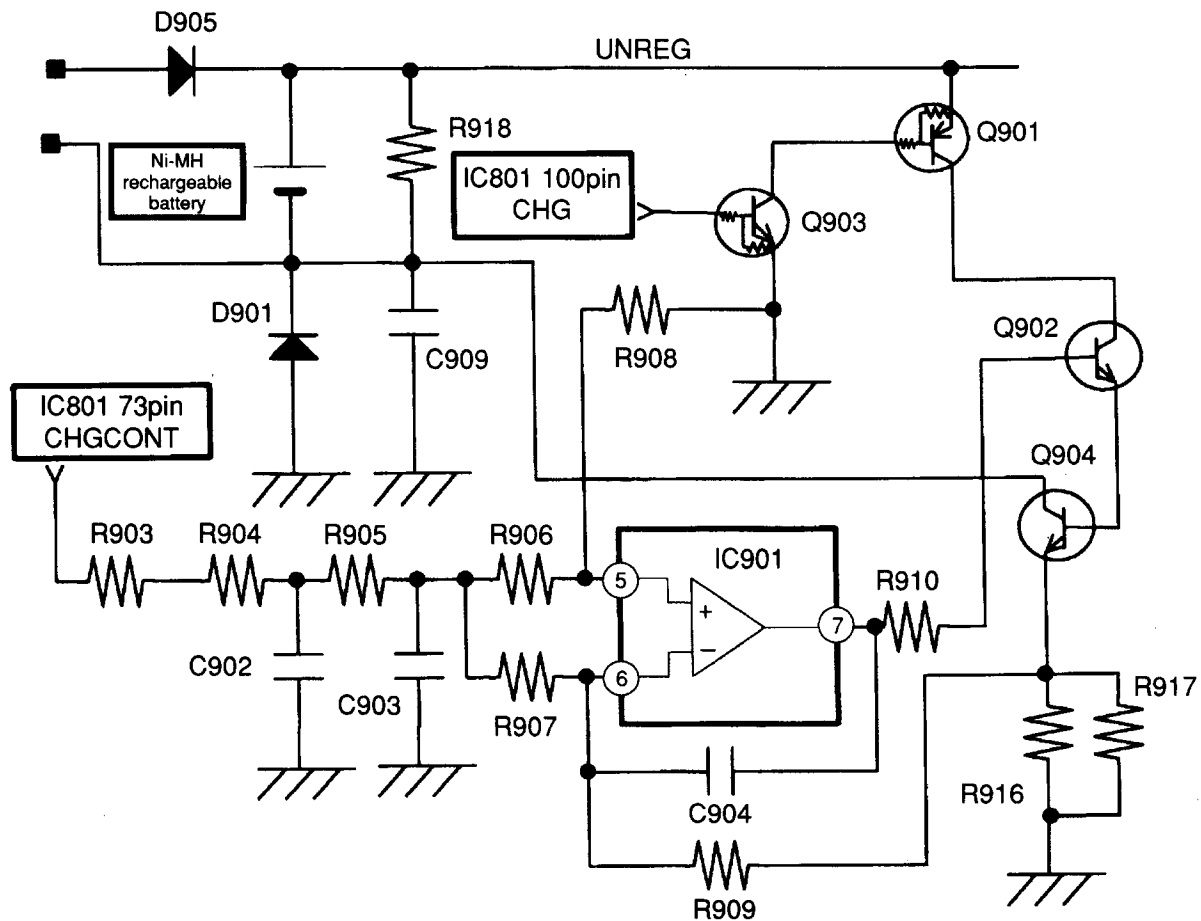 D905
UNREG
R918
Q901
Ni-MH
rechargeable
battery
IC801 100pin
CHG
Q903
D901
C909
R908
Q902
IC801 73pin
CHGCONT
Q904
R903
R904
R905
R906
IC901
5
+
R910
7
−
6
C902
C903
R907
R917
R916
C904
R909